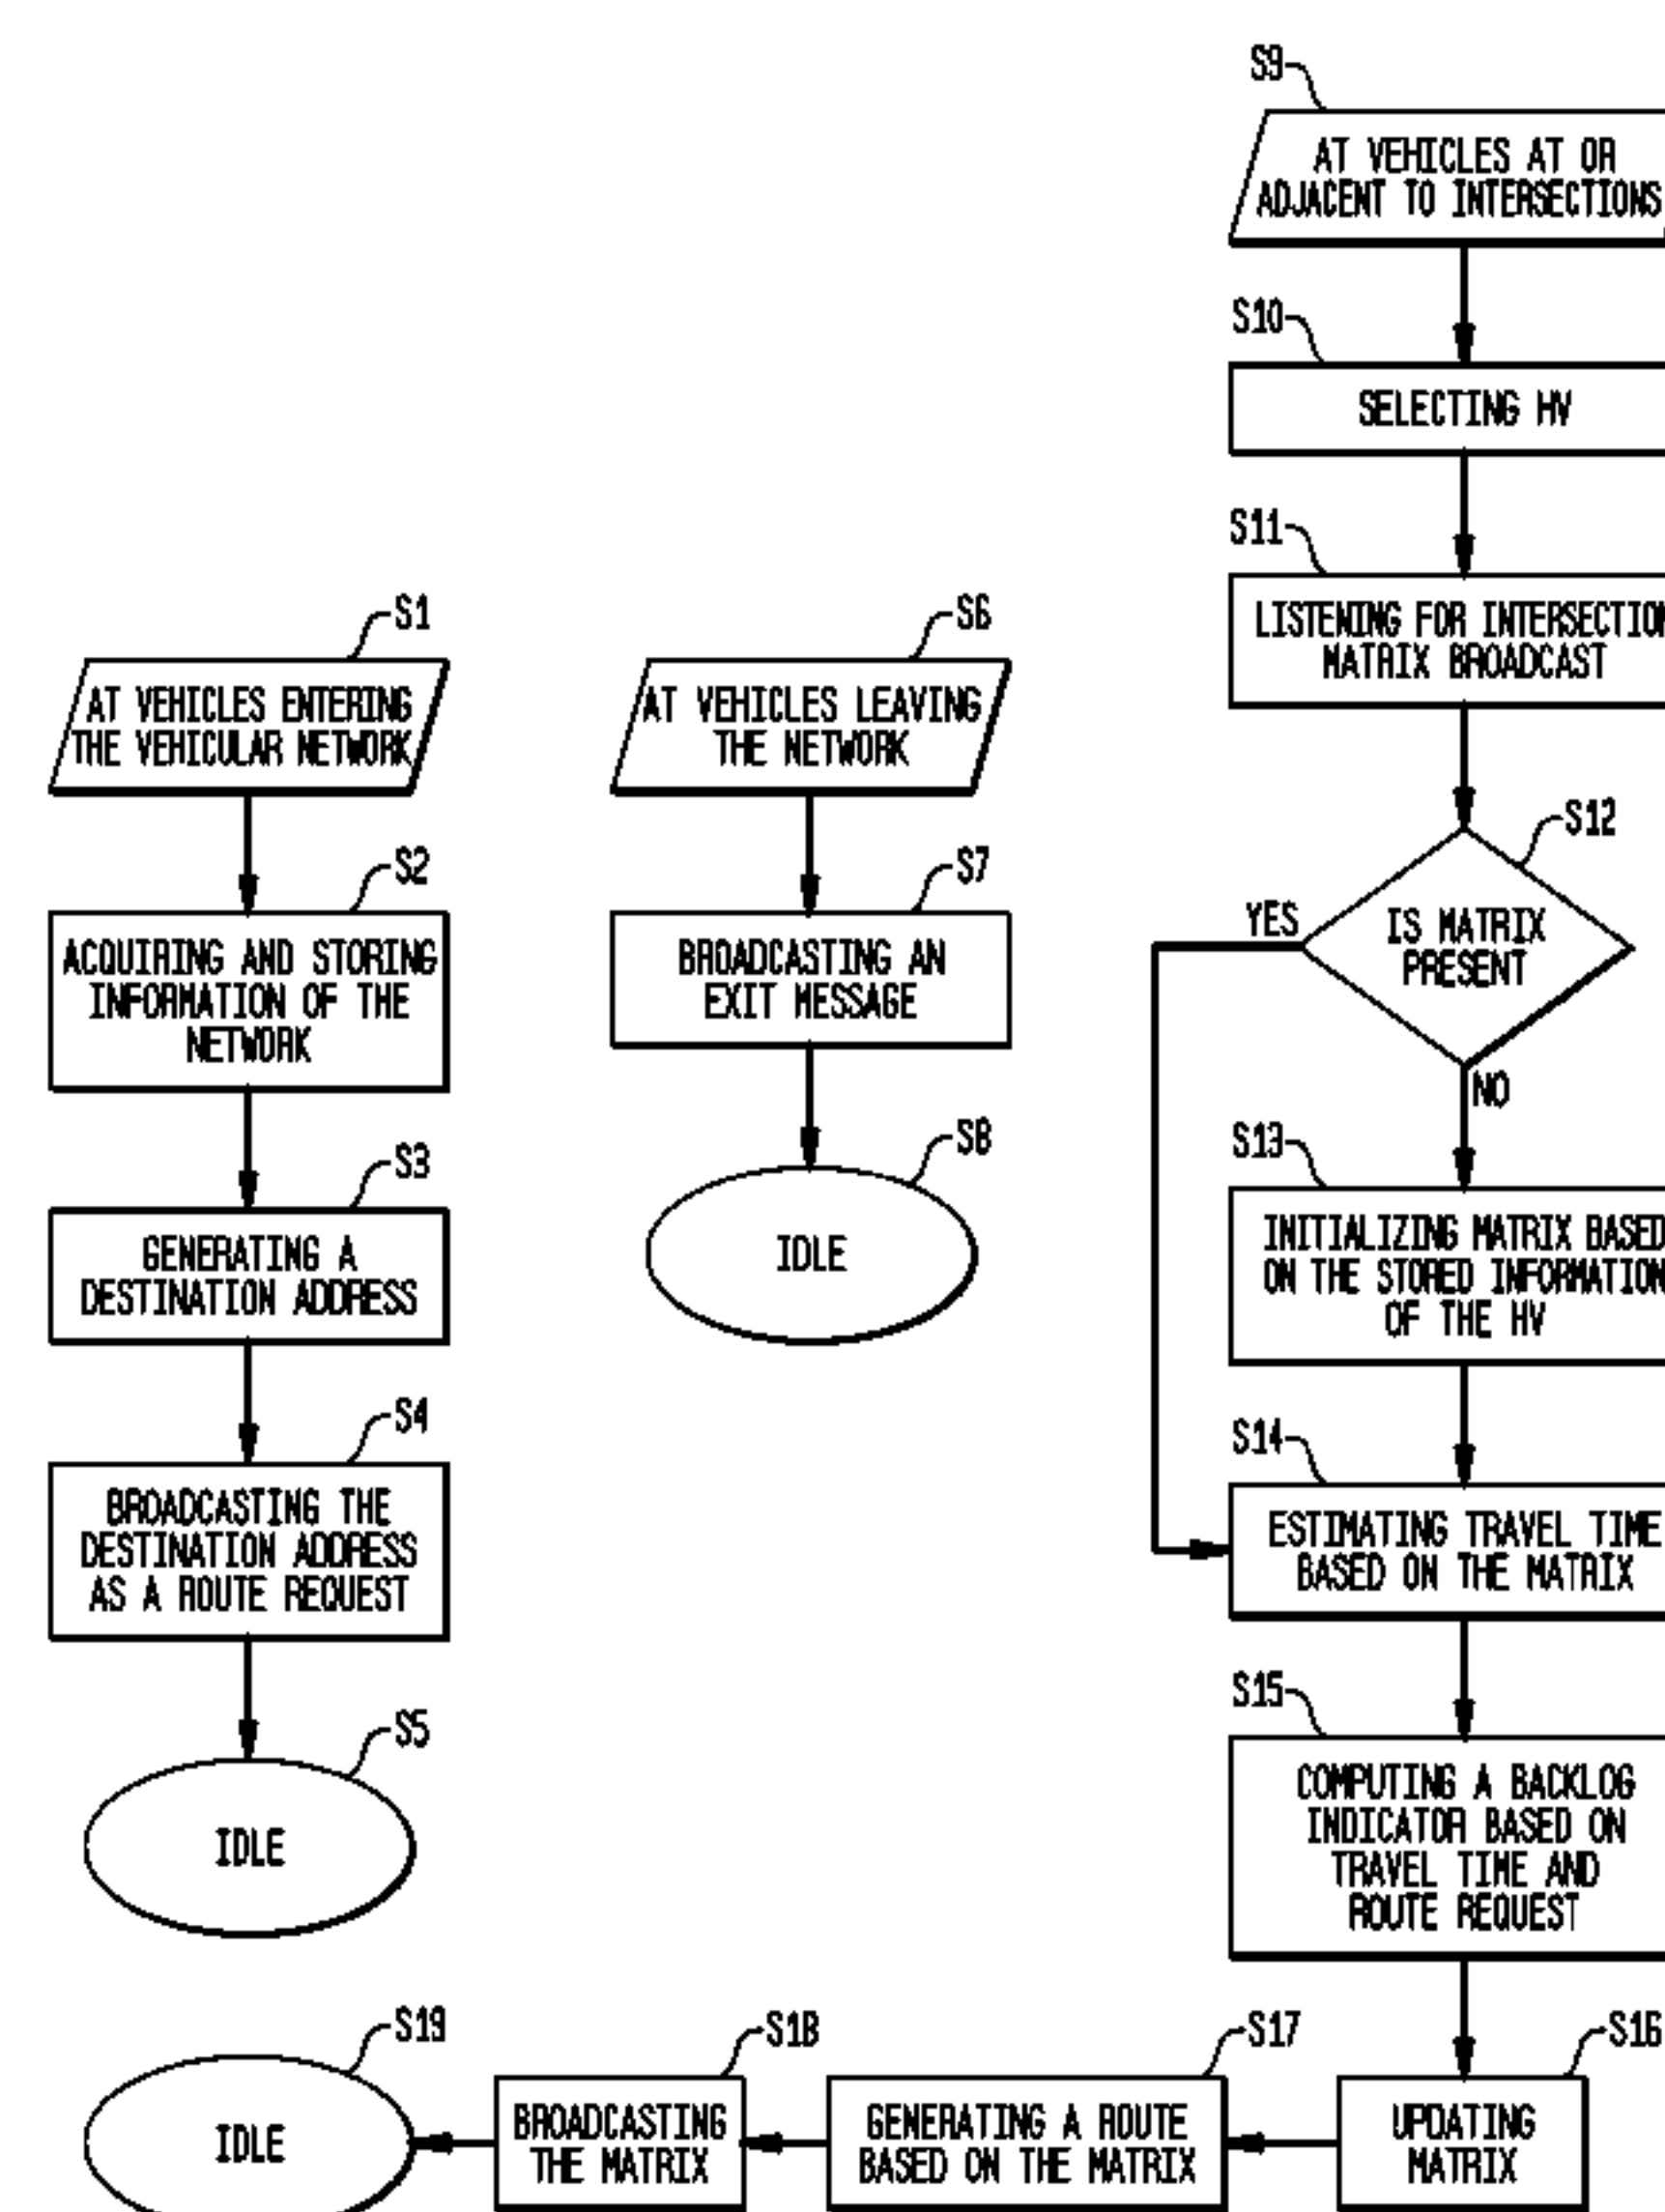 S1
AT VEHICLES ENTERING
THE VEHICULAR NETWORK
S2
ACQUIRING AND STORING
INFORMATION OF THE
NETWORK
S3
GENERATING A
DESTINATION ADDRESS
S4
BROADCASTING THE
DESTINATION ADDRESS
AS A ROUTE REQUEST
S5
IDLE
S6
AT VEHICLES LEAVING
THE NETWORK
S7
BROADCASTING AN
EXIT MESSAGE
S8
IDLE
S9
AT VEHICLES AT OR
ADJACENT TO INTERSECTIONS
S10
SELECTING HV
S11
LISTENING FOR INTERSECTION
MATRIX BROADCAST
S12
IS MATRIX
PRESENT
YES
NO
S13
INITIALIZING MATRIX BASED
ON THE STORED INFORMATION
OF THE HV
S14
ESTIMATING TRAVEL TIME
BASED ON THE MATRIX
S15
COMPUTING A BACKLOG
INDICATOR BASED ON
TRAVEL TIME AND
ROUTE REQUEST
S16
UPDATING
MATRIX
S17
GENERATING A ROUTE
BASED ON THE MATRIX
S18
BROADCASTING
THE MATRIX
S19
IDLE